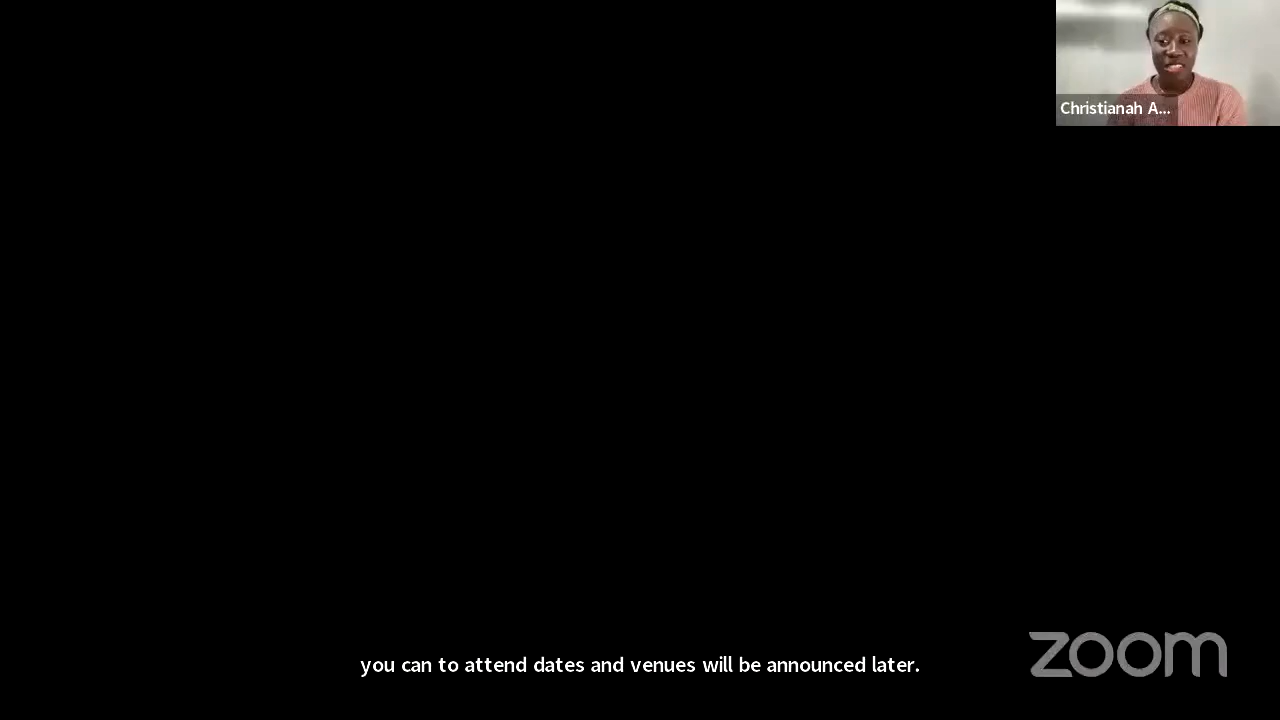 Christianah A...
you can to attend dates and venues will be announced later.
zoom